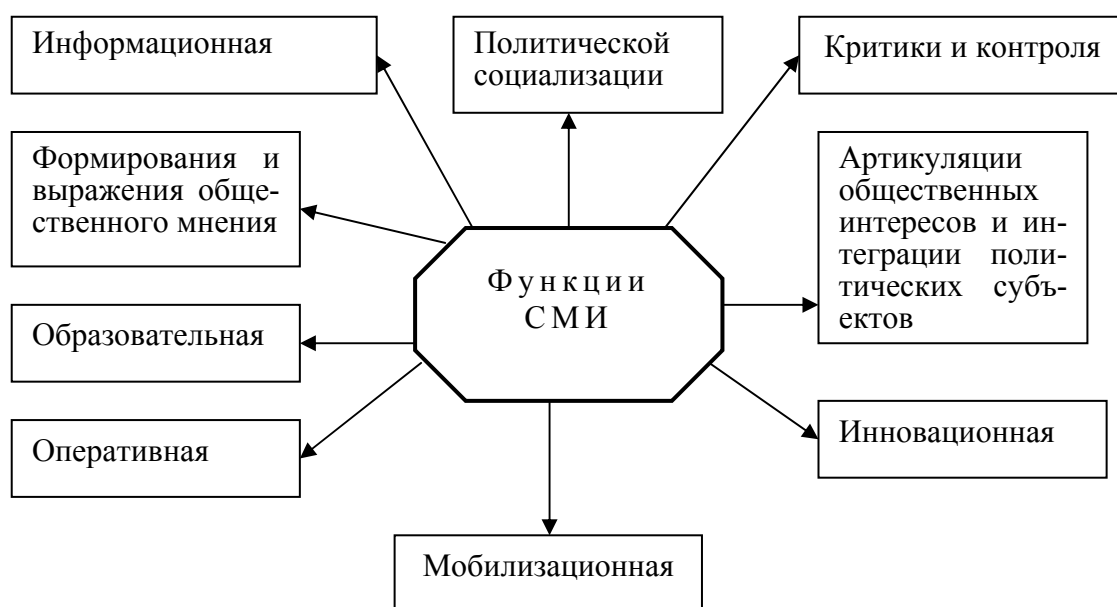 Информационная
Политической
социализации
Критики и контроля
Формирования и
выражения обще-
ственного мнения
Артикуляции
общественных
интересов и ин-
теграции поли-
тических субъ-
ектов
Функции
СМИ
Образовательная
Оперативная
Инновационная
Мобилизационная